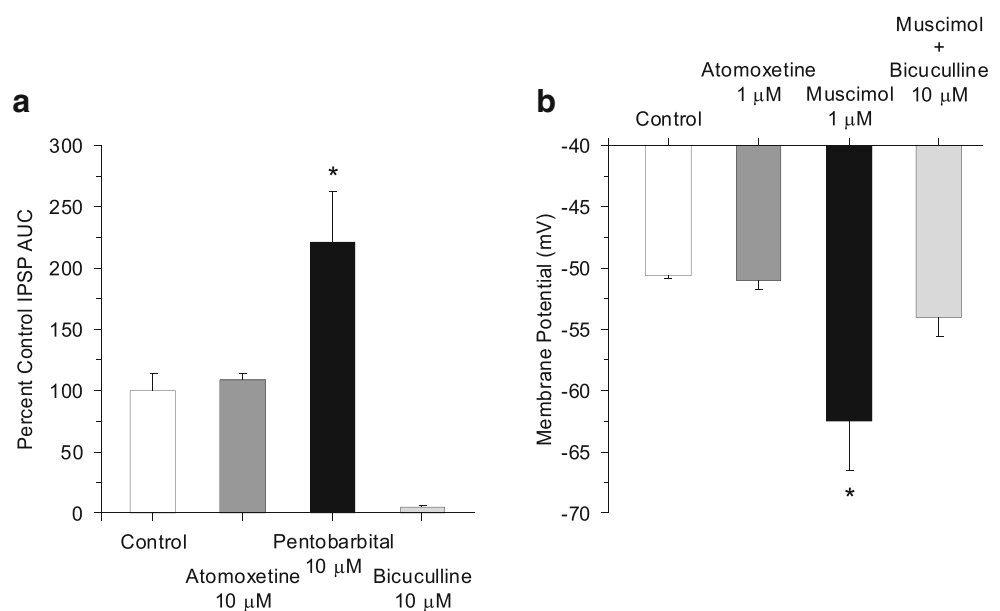 a
Percent Control IPSP AUC
300
250
200
150
100
50
0
*
Control
Atomoxetine
10 μM
Pentobarbital
10 μM
Bicuculline
10 μM
b
Membrane Potential (mV)
-40
-45
-50
-55
-60
-65
-70
Control
Atomoxetine
1 μM
Muscimol
1 μM
Muscimol
+
Bicuculline
10 μM
*